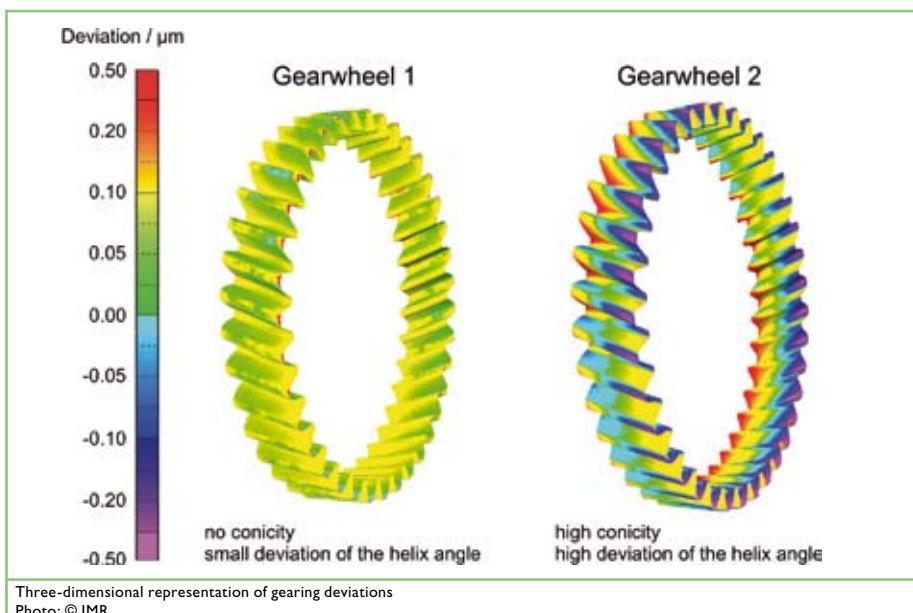 Deviation / µm
0.50
0.20
0.10
0.05
0.00
-0.05
-0.10
-0.20
-0.50
Gearwheel 1
Gearwheel 2
no conicity
small deviation of the helix angle
high conicity
high deviation of the helix angle
Three-dimensional representation of gearing deviations
Photo: © IMR